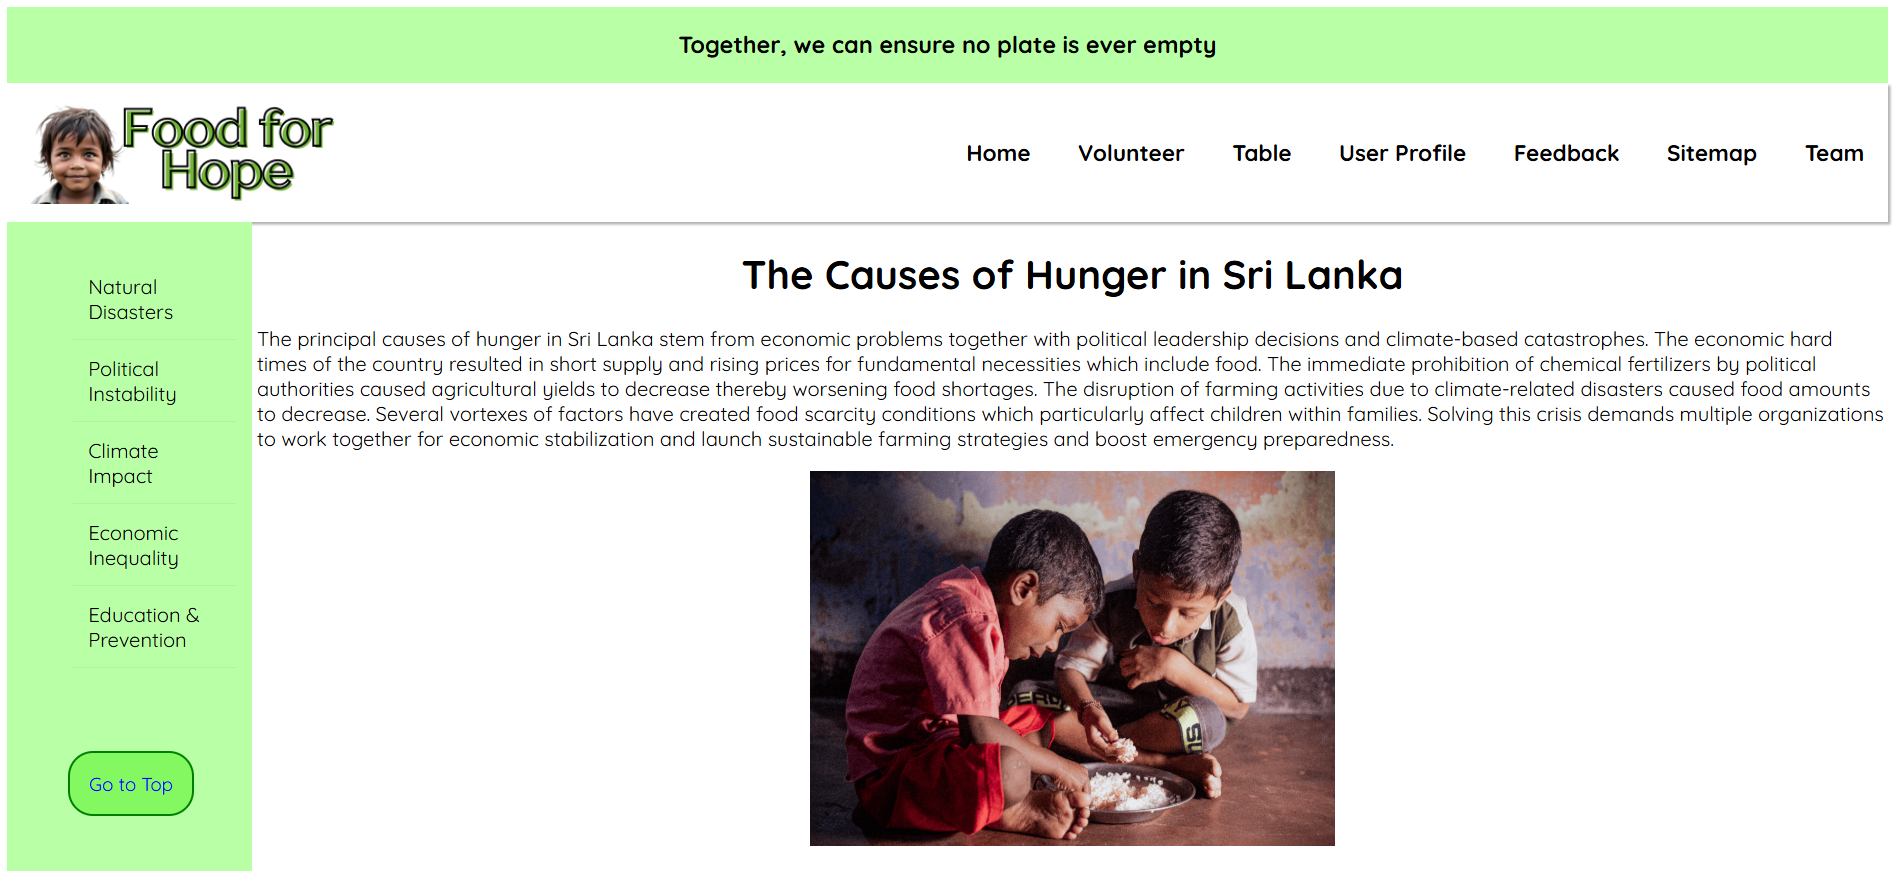 Together, we can ensure no plate is ever empty
Food for
Hope
Home Volunteer Table User Profile Feedback Sitemap Team
Natural
Disasters
Political
Instability
Climate
Impact
Economic
Inequality
Education &
Prevention
Go to Top
The Causes of Hunger in Sri Lanka
The principal causes of hunger in Sri Lanka stem from economic problems together with political leadership decisions and climate-based catastrophes. The economic hard
times of the country resulted in short supply and rising prices for fundamental necessities which include food. The immediate prohibition of chemical fertilizers by political
authorities caused agricultural yields to decrease thereby worsening food shortages. The disruption of farming activities due to climate-related disasters caused food amounts
to decrease. Several vortexes of factors have created food scarcity conditions which particularly affect children within families. Solving this crisis demands multiple organizations
to work together for economic stabilization and launch sustainable farming strategies and boost emergency preparedness.